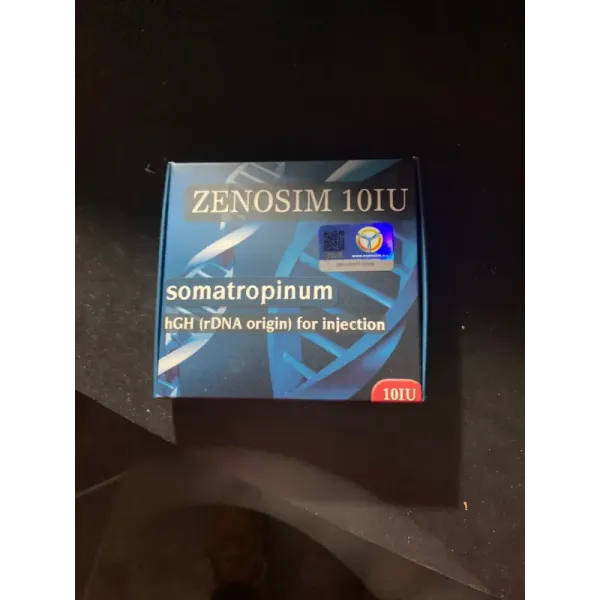 ZENOSIM 10IU
somatropinum
hGH (rDNA origin) for injection
10IU